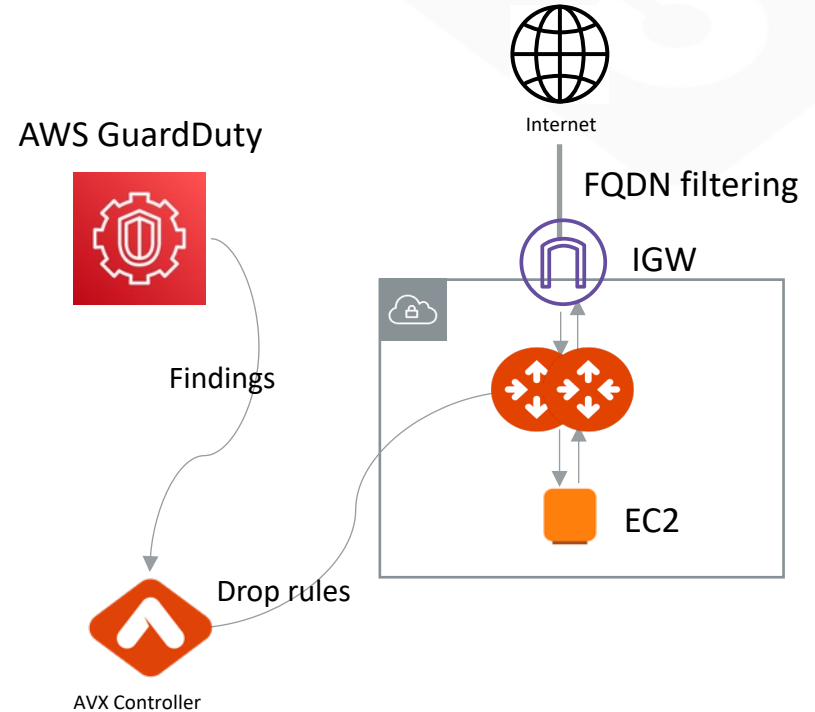 Internet
AWS GuardDuty
FQDN filtering
IGW
Findings
EC2
Drop rules
AVX Controller